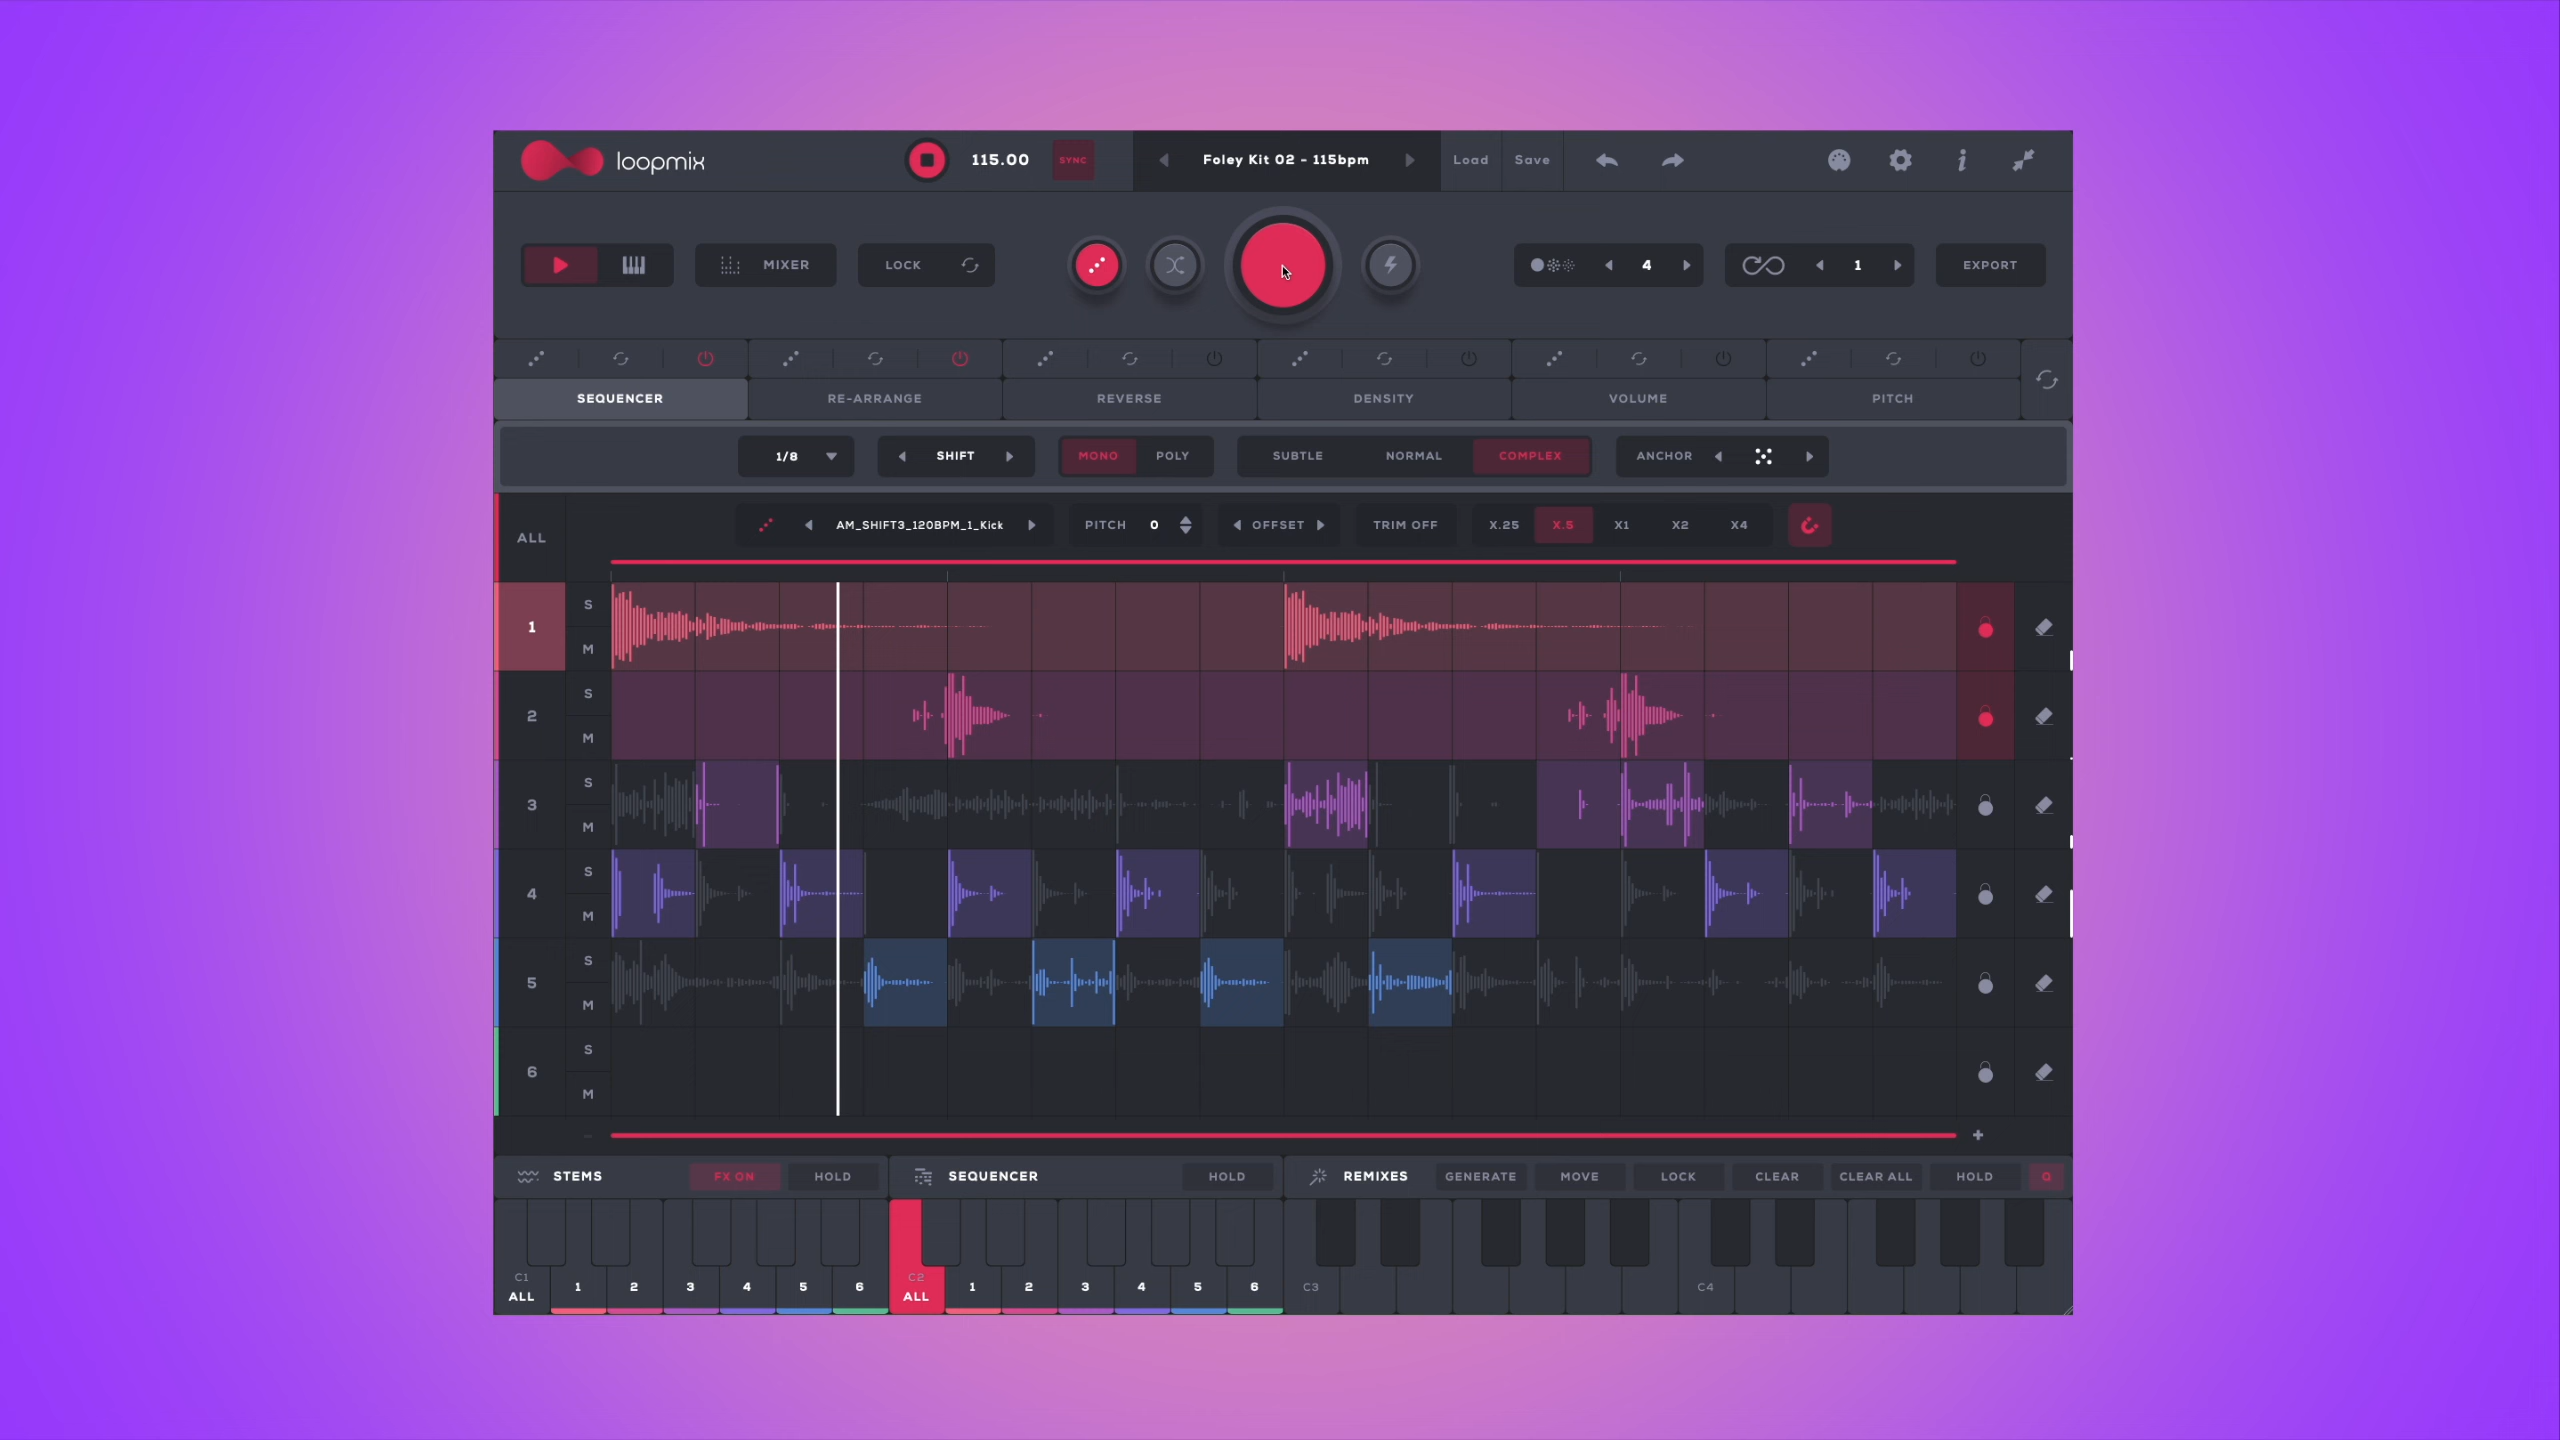 loopmix 115.00 SYNC Foley Kit 02 - 115bpm Load Save i
MIXER LOCK 4 1 EXPORT
SEQUENCER RE-ARRANGE REVERSE DENSITY VOLUME PITCH
1/8 SHIFT MONO POLY SUBTLE NORMAL COMPLEX ANCHOR
ALL AM_SHIFT3_120BPM_1_Kick PITCH 0 OFFSET TRIM OFF X.25 X.5 X1 X2 X4
1 S M
2 S M
3 S M
4 S M
5 S M
6 S M
STEMS FX ON HOLD SEQUENCER HOLD REMIXES GENERATE MOVE LOCK CLEAR CLEAR ALL HOLD Q
C1 C2 C3 C4
ALL 1 2 3 4 5 6 ALL 1 2 3 4 5 6